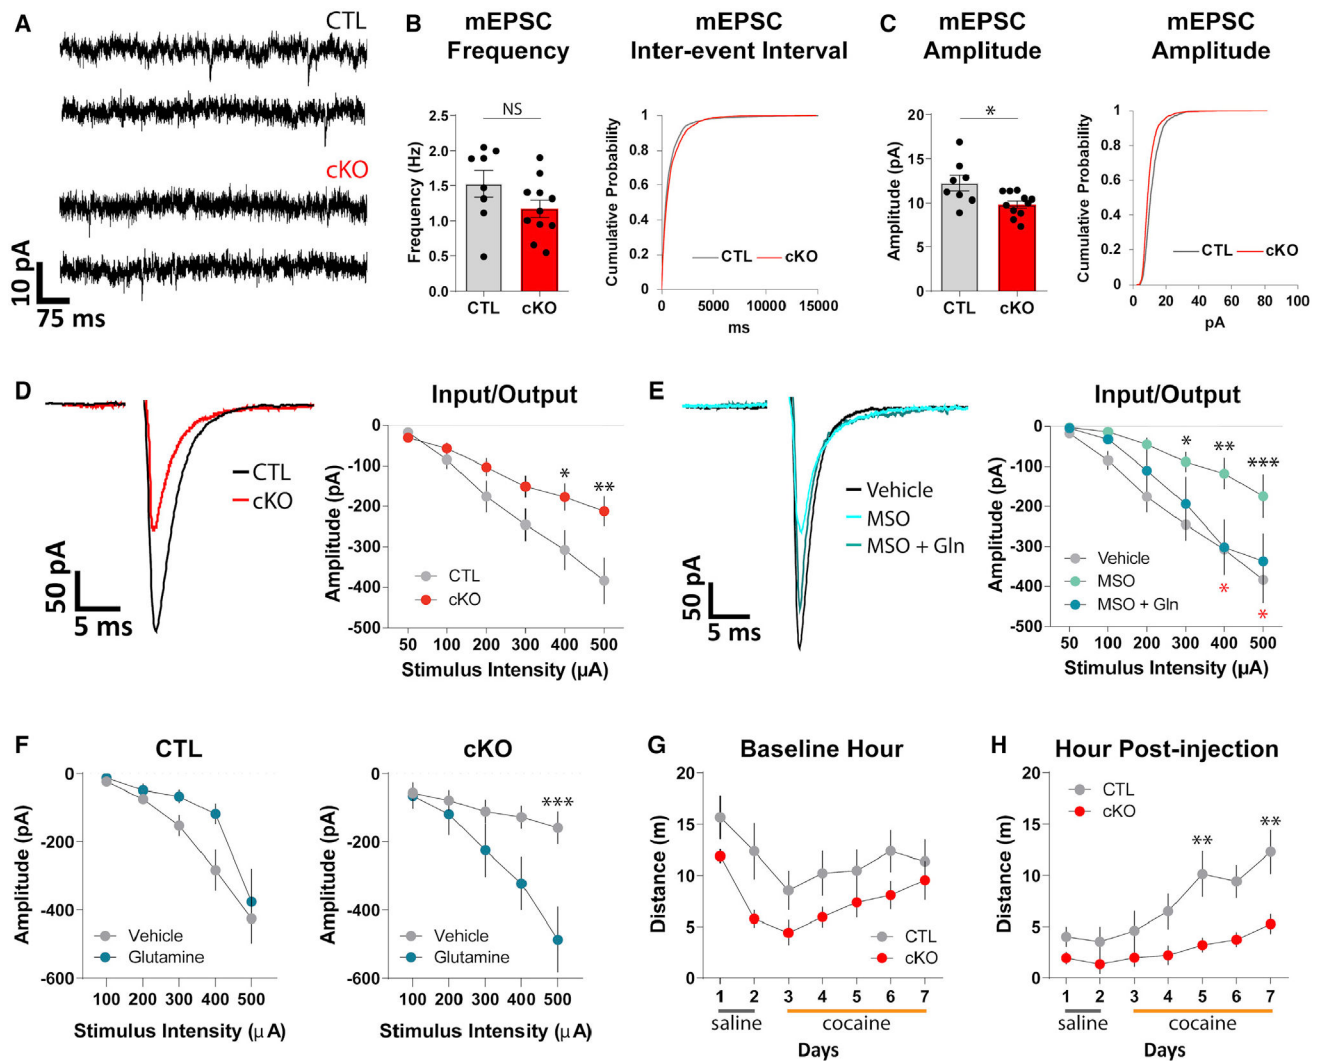 A
CTL
cKO
10 pA
75 ms
B
mEPSC
Frequency
mEPSC
Inter-event Interval
Frequency (Hz)
2.5
2.0
1.5
1.0
0.5
0.0
NS
CTL
cKO
Cumulative Probability
1
0.8
0.6
0.4
0.2
0
CTL
cKO
0
5000
10000
15000
ms
C
mEPSC
Amplitude
mEPSC
Amplitude
Amplitude (pA)
20
15
10
5
0
*
CTL
cKO
Cumulative Probability
1
0.8
0.6
0.4
0.2
0
CTL
cKO
0
20
40
60
80
100
pA
D
CTL
cKO
50 pA
5 ms
Input/Output
Amplitude (pA)
0
-100
-200
-300
-400
-500
*
**
CTL
cKO
50
100
200
300
400
500
Stimulus Intensity (μA)
E
Vehicle
MSO
MSO + Gln
50 pA
5 ms
Input/Output
Amplitude (pA)
0
-100
-200
-300
-400
-500
*
**
***
Vehicle
MSO
MSO + Gln
*
*
50
100
200
300
400
500
Stimulus Intensity (μA)
F
CTL
Amplitude (pA)
0
-200
-400
-600
Vehicle
Glutamine
100
200
300
400
500
Stimulus Intensity (μ A)
cKO
Amplitude (pA)
0
-200
-400
-600
***
Vehicle
Glutamine
100
200
300
400
500
Stimulus Intensity (μ A)
G
Baseline Hour
Distance (m)
20
15
10
5
0
CTL
cKO
1
2
3
4
5
6
7
saline
cocaine
Days
H
Hour Post-injection
Distance (m)
20
15
10
5
0
CTL
cKO
**
**
1
2
3
4
5
6
7
saline
cocaine
Days